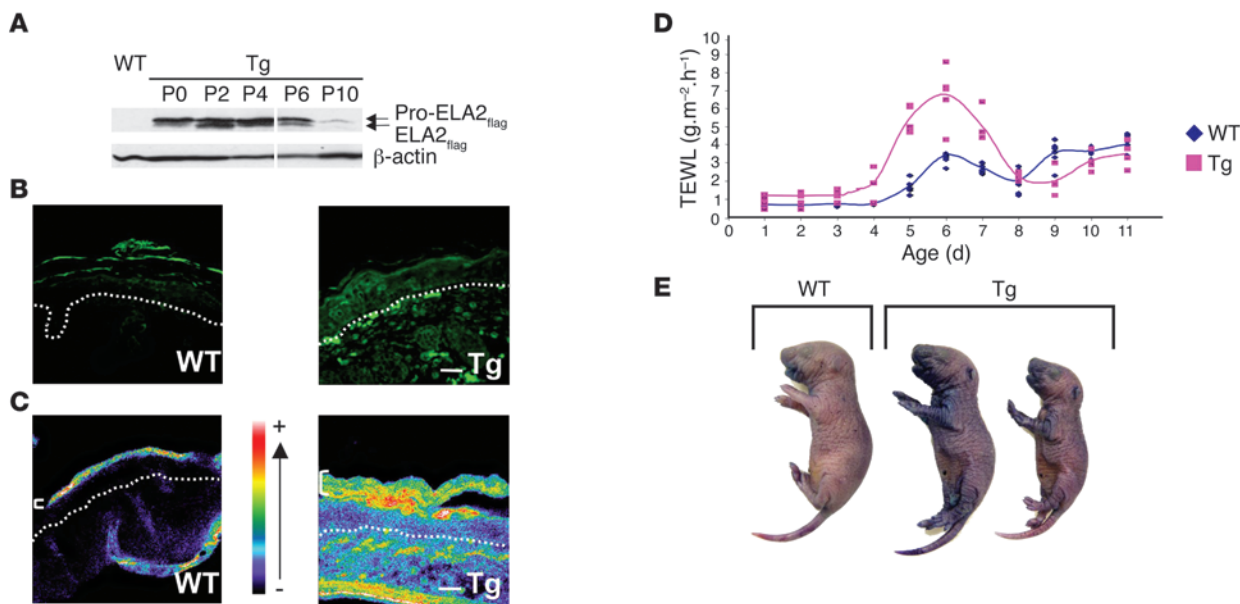 A
WT Tg
P0 P2 P4 P6 P10
Pro-ELA2flag
ELA2flag
β-actin
B
WT
Tg
C
+
-
WT
Tg
D
10
9
8
7
6
5
4
3
2
1
0
TEWL (g.m⁻².h⁻¹)
0 1 2 3 4 5 6 7 8 9 10 11
Age (d)
WT
Tg
E
WT Tg